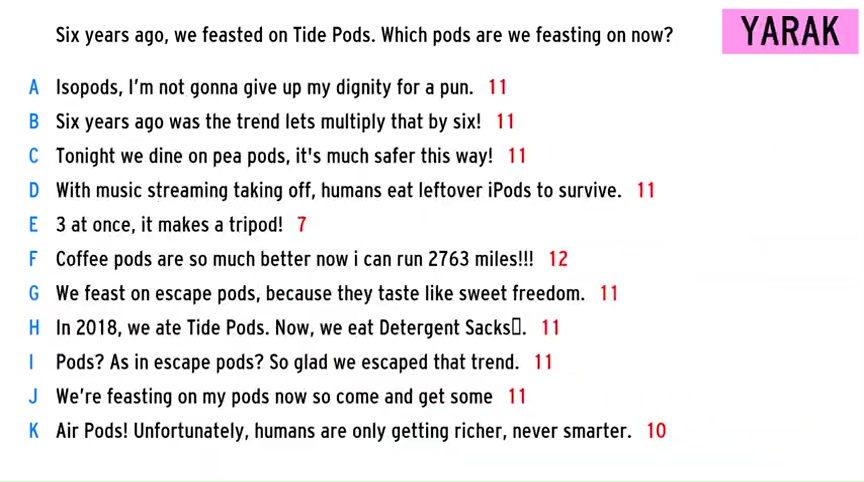 Six years ago, we feasted on Tide Pods. Which pods are we feasting on now?
YARAK
A Isopods, I'm not gonna give up my dignity for a pun. 11
B Six years ago was the trend lets multiply that by six! 11
C Tonight we dine on pea pods, it's much safer this way! 11
D With music streaming taking off, humans eat leftover iPods to survive. 11
E 3 at once, it makes a tripod! 7
F Coffee pods are so much better now i can run 2763 miles!!! 12
G We feast on escape pods, because they taste like sweet freedom. 11
H In 2018, we ate Tide Pods. Now, we eat Detergent Sacks▯. 11
I Pods? As in escape pods? So glad we escaped that trend. 11
J We're feasting on my pods now so come and get some 11
K Air Pods! Unfortunately, humans are only getting richer, never smarter. 10